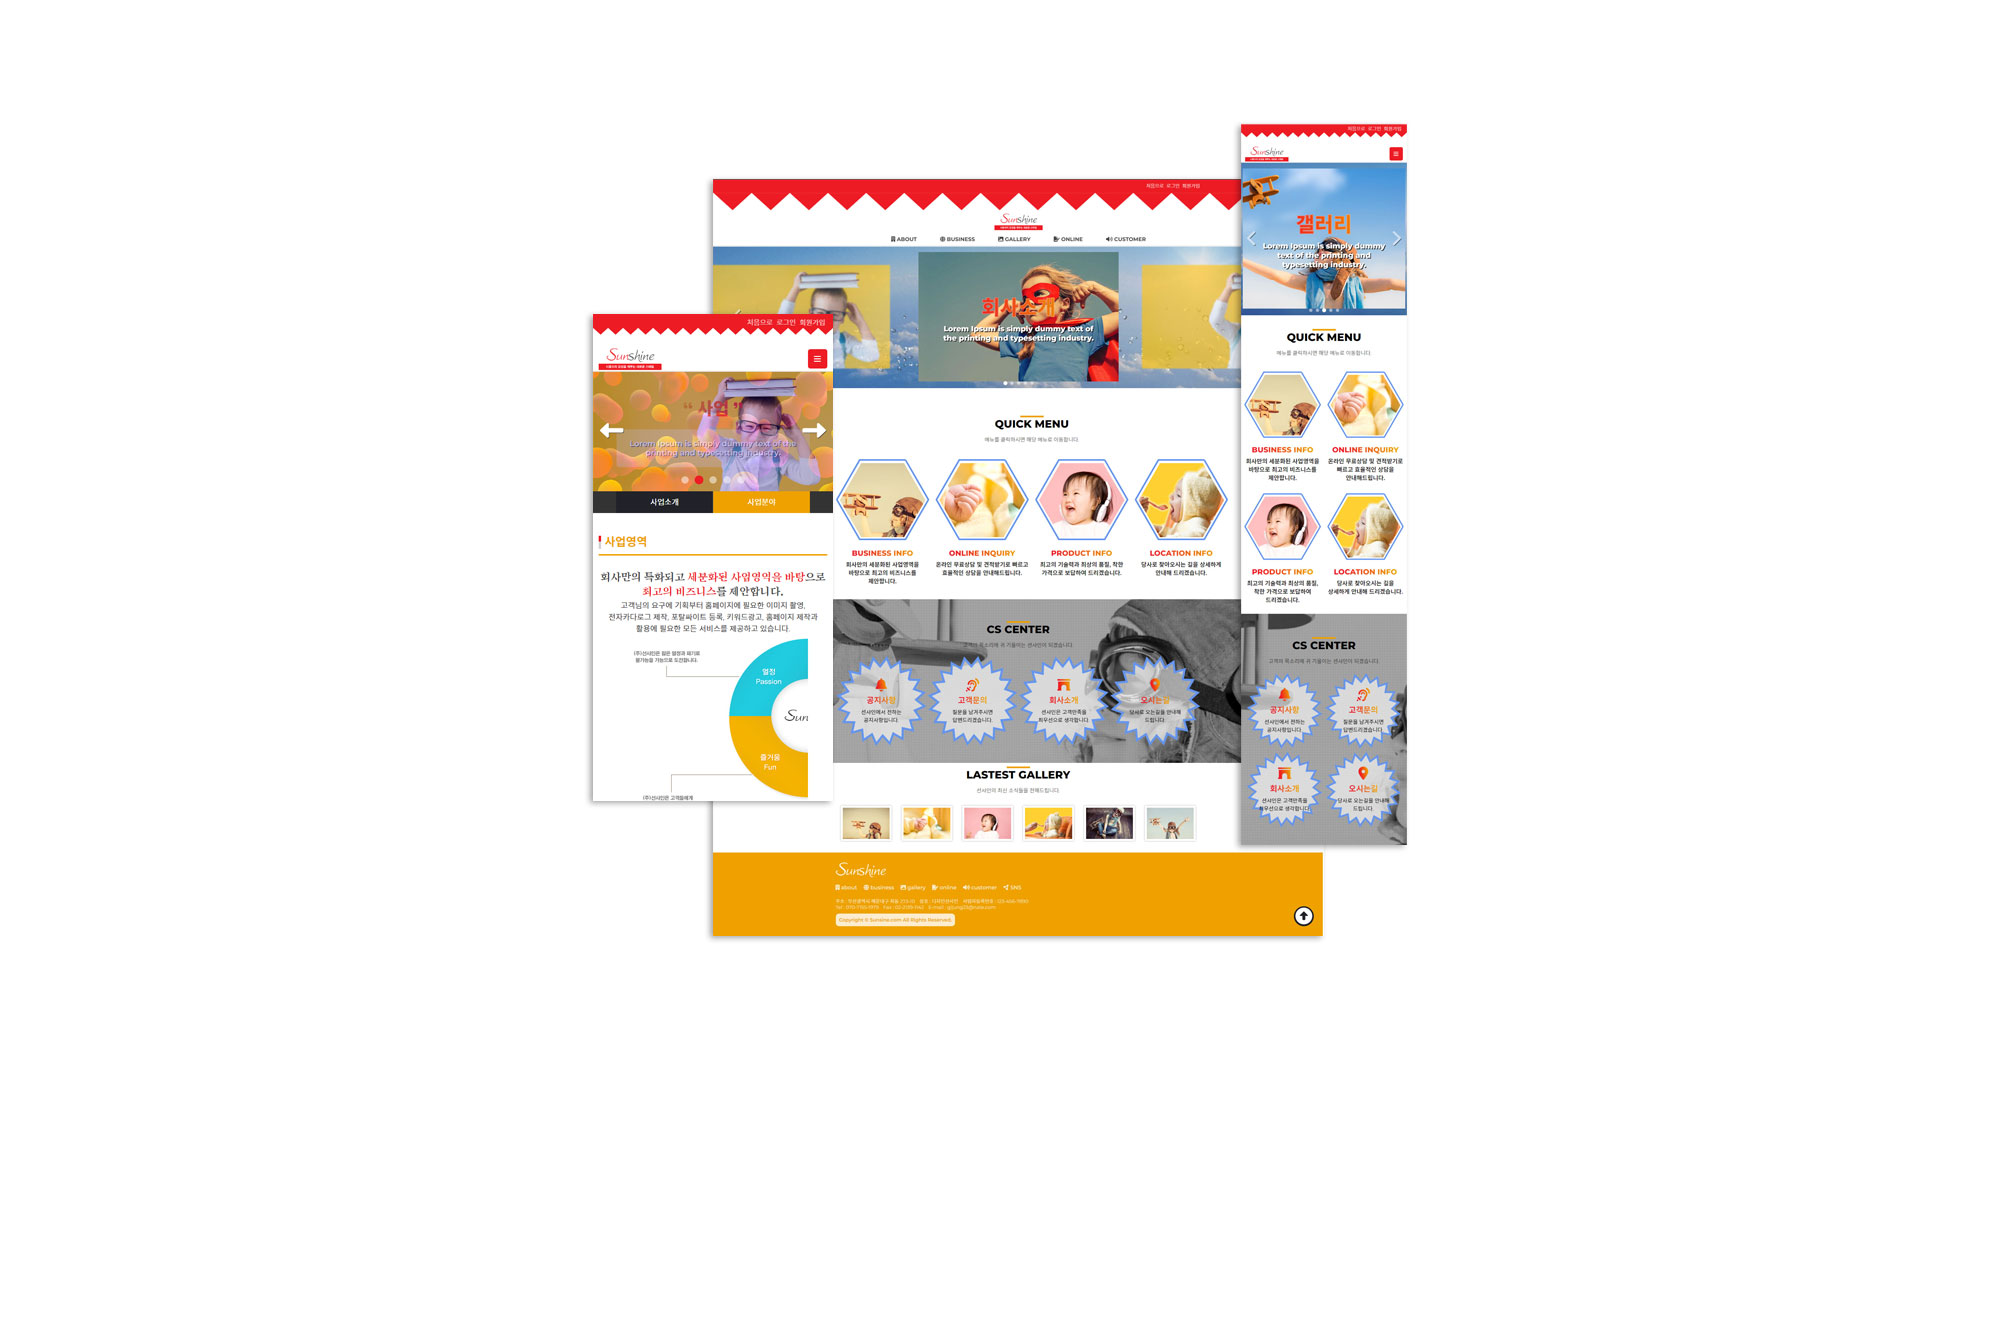 처음으로 로그인 회원가입
Sunshine
ABOUT BUSINESS GALLERY ONLINE CUSTOMER
회사소개
Lorem Ipsum is simply dummy text of
the printing and typesetting industry.
QUICK MENU
메뉴를 클릭하시면 해당 메뉴로 이동합니다.
BUSINESS INFO
회사만의 세분화된 사업영역을
바탕으로 최고의 비즈니스를
제안합니다.
ONLINE INQUIRY
온라인 무료상담 및 견적받기로 빠르고
효율적인 상담을 안내해드립니다.
PRODUCT INFO
최고의 기술력과 최상의 품질, 착한
가격으로 보답하여 드리겠습니다.
LOCATION INFO
당사로 찾아오시는 길을 상세하게
안내해 드리겠습니다.
CS CENTER
고객의 목소리에 귀 기울이는 션샤인이 되겠습니다.
공지사항
션샤인에서 전하는
공지사항입니다.
고객문의
질문을 남겨주시면
답변드리겠습니다.
회사소개
션샤인은 고객만족을
최우선으로 생각합니다.
오시는길
당사로 오는길을 안내해
드립니다.
LASTEST GALLERY
션샤인의 최신 소식들을 전해드립니다.
Sunshine
about business gallery online customer SNS
Copyright © Sunsine.com All Rights Reserved.
처음으로 로그인 회원가입
Sunshine
“ 사업 ”
Lorem Ipsum is simply dummy text of the
printing and typesetting industry.
사업소개 사업분야
사업영역
회사만의 특화되고 세분화된 사업영역을 바탕으로
최고의 비즈니스를 제안합니다.
고객님의 요구에 기획부터 홈페이지에 필요한 이미지 촬영,
전자카다로그 제작, 포탈싸이트 등록, 키워드광고, 홈페이지 제작과
활용에 필요한 모든 서비스를 제공하고 있습니다.
(주)션샤인은 젊은 열정과 패기로
불가능을 가능으로 도전합니다.
열정
Passion
Sun
즐거움
Fun
(주)션샤인은 고객들에게
처음으로 로그인 회원가입
Sunshine
갤러리
Lorem Ipsum is simply dummy
text of the printing and
typesetting industry.
QUICK MENU
메뉴를 클릭하시면 해당 메뉴로 이동합니다.
BUSINESS INFO
회사만의 세분화된 사업영역을
바탕으로 최고의 비즈니스를
제안합니다.
ONLINE INQUIRY
온라인 무료상담 및 견적받기로
빠르고 효율적인 상담을
안내해드립니다.
PRODUCT INFO
최고의 기술력과 최상의 품질,
착한 가격으로 보답하여
드리겠습니다.
LOCATION INFO
당사로 찾아오시는 길을
상세하게 안내해 드리겠습니다.
CS CENTER
고객의 목소리에 귀 기울이는 션샤인이 되겠습니다.
공지사항
션샤인에서 전하는
공지사항입니다.
고객문의
질문을 남겨주시면
답변드리겠습니다.
회사소개
션샤인은 고객만족을
최우선으로 생각합니다.
오시는길
당사로 오는길을 안내해
드립니다.